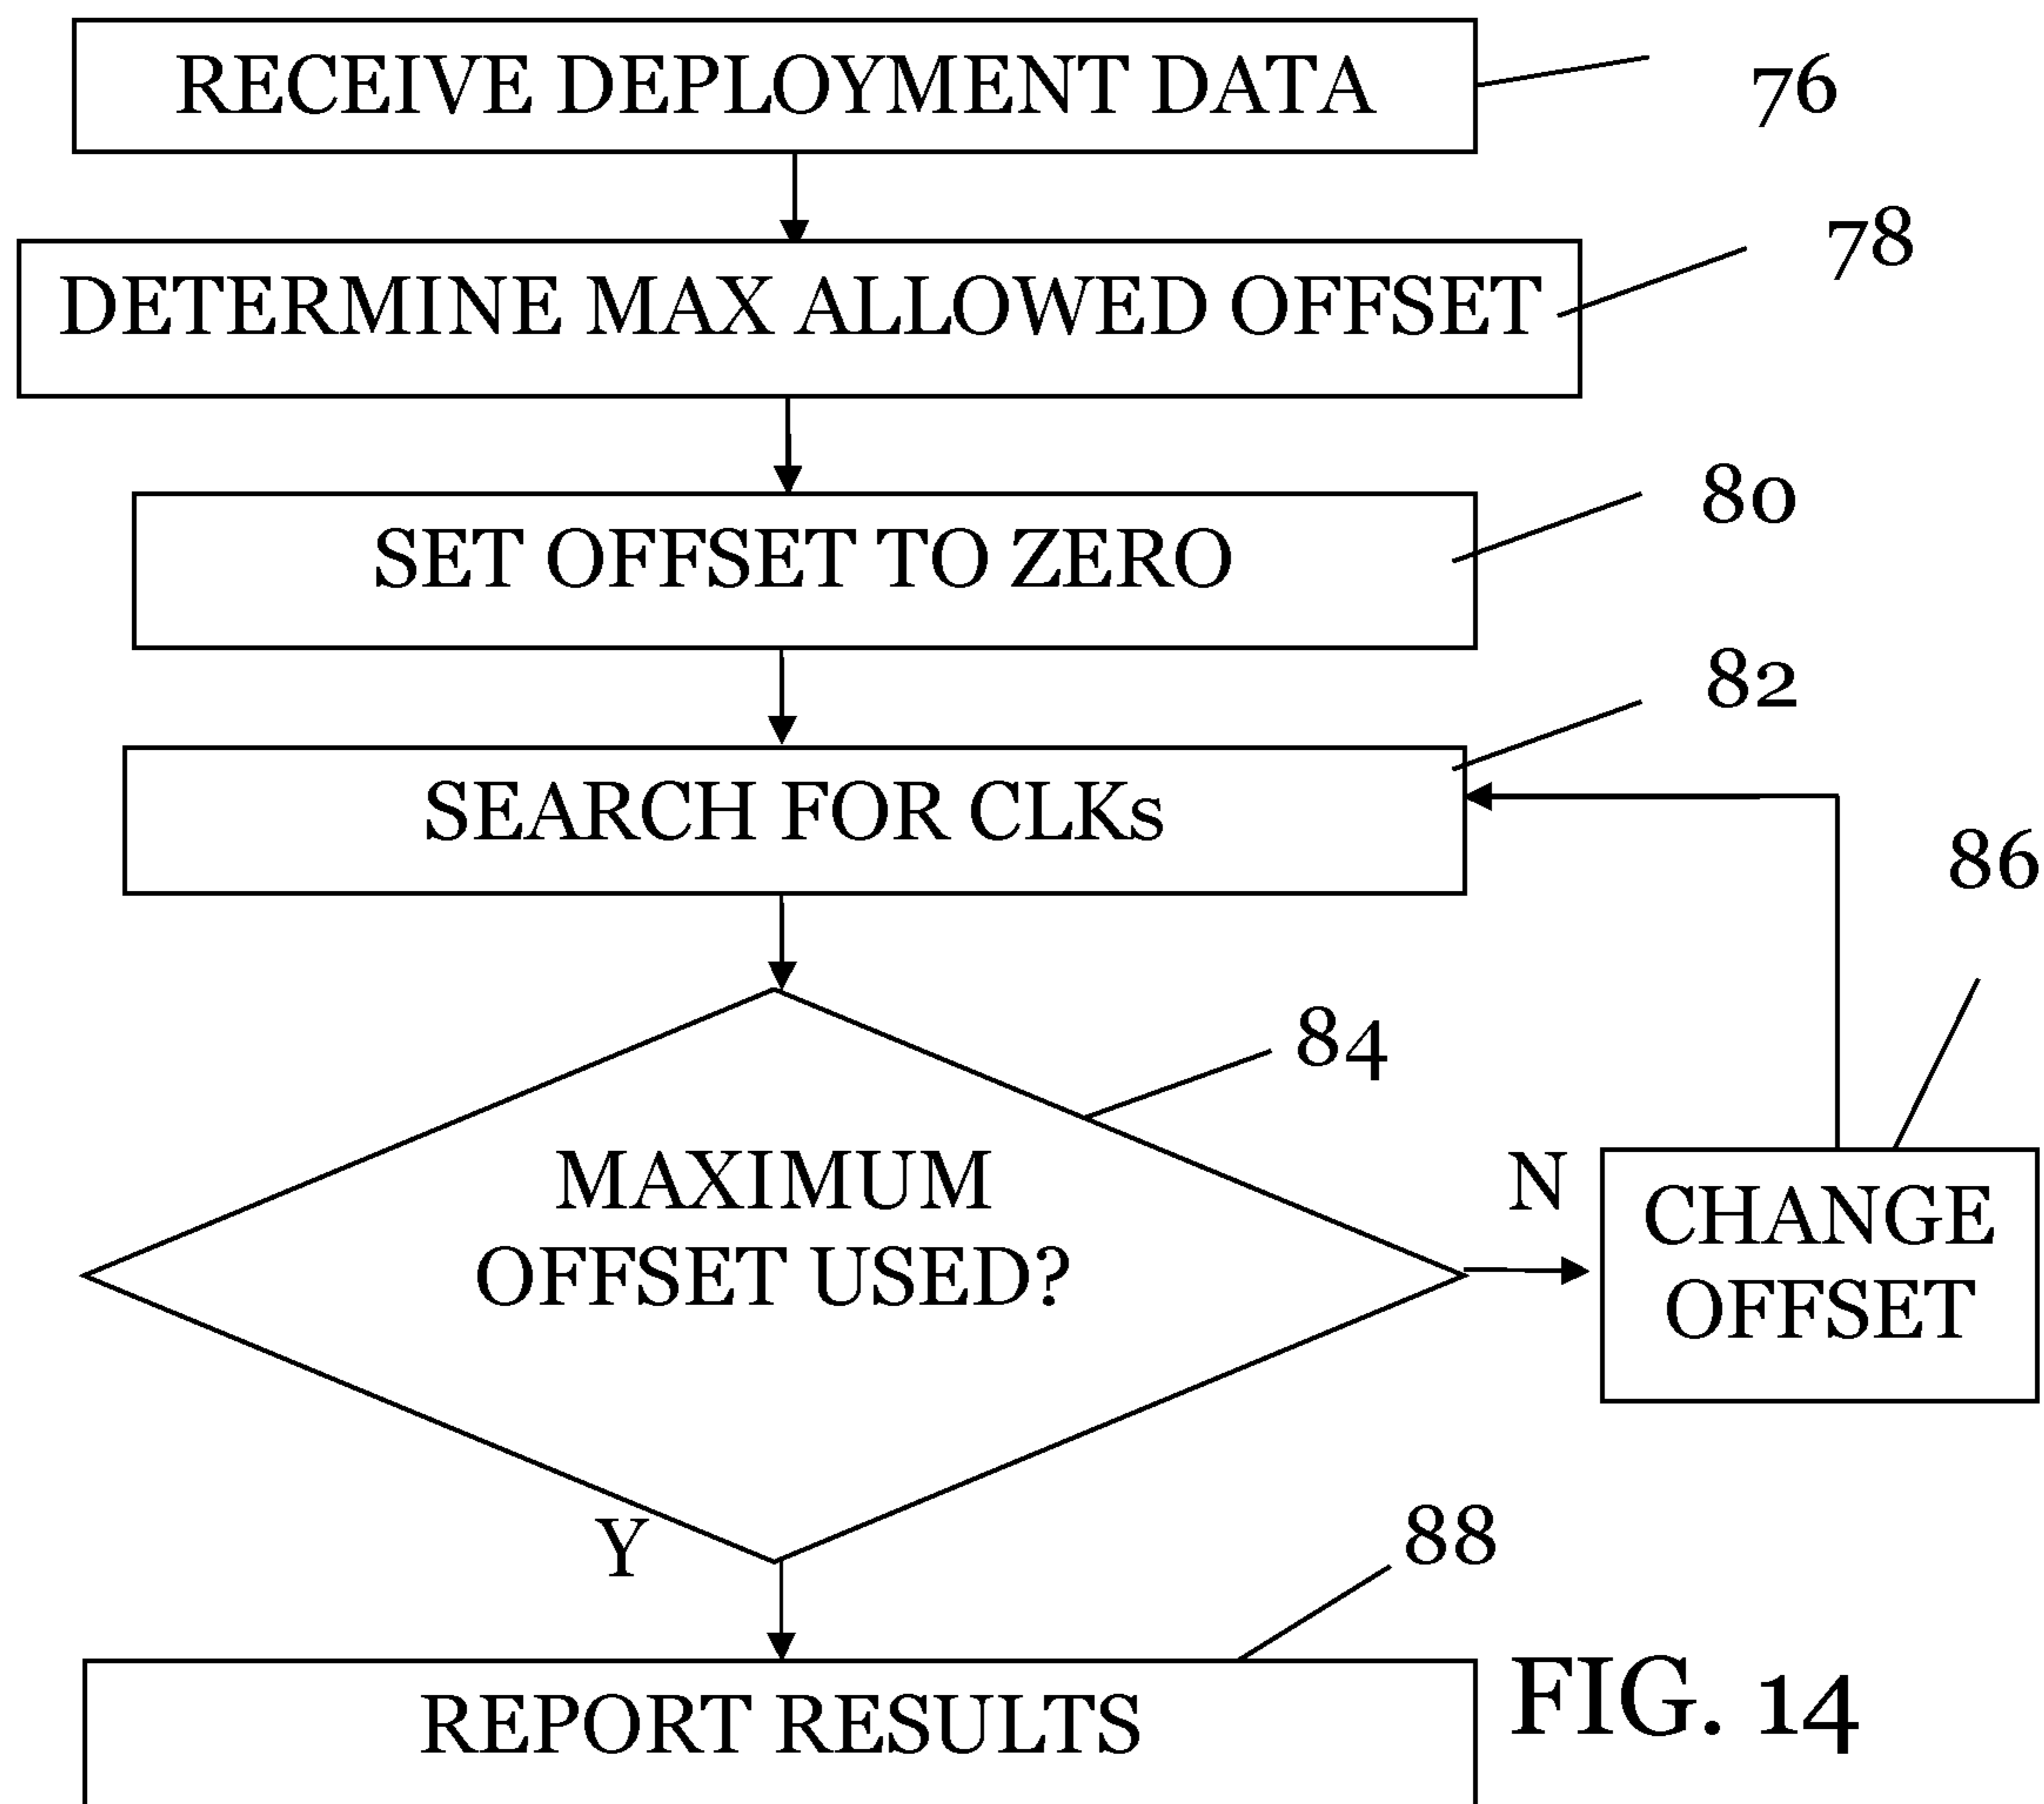 RECEIVE DEPLOYMENT DATA
76
DETERMINE MAX ALLOWED OFFSET
78
SET OFFSET TO ZERO
80
SEARCH FOR CLKs
82
86
84
MAXIMUM
OFFSET USED?
N
CHANGE
OFFSET
Y
88
REPORT RESULTS
FIG. 14